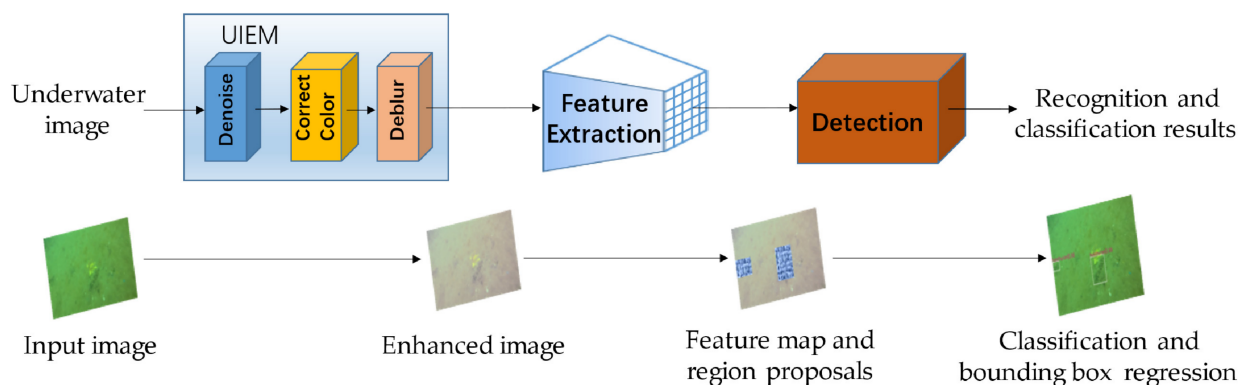 UIEM
Underwater
image
Denoise
Correct
Color
Deblur
Feature
Extraction
Detection
Recognition and
classification results
Input image
Enhanced image
Feature map and
region proposals
Classification and
bounding box regression